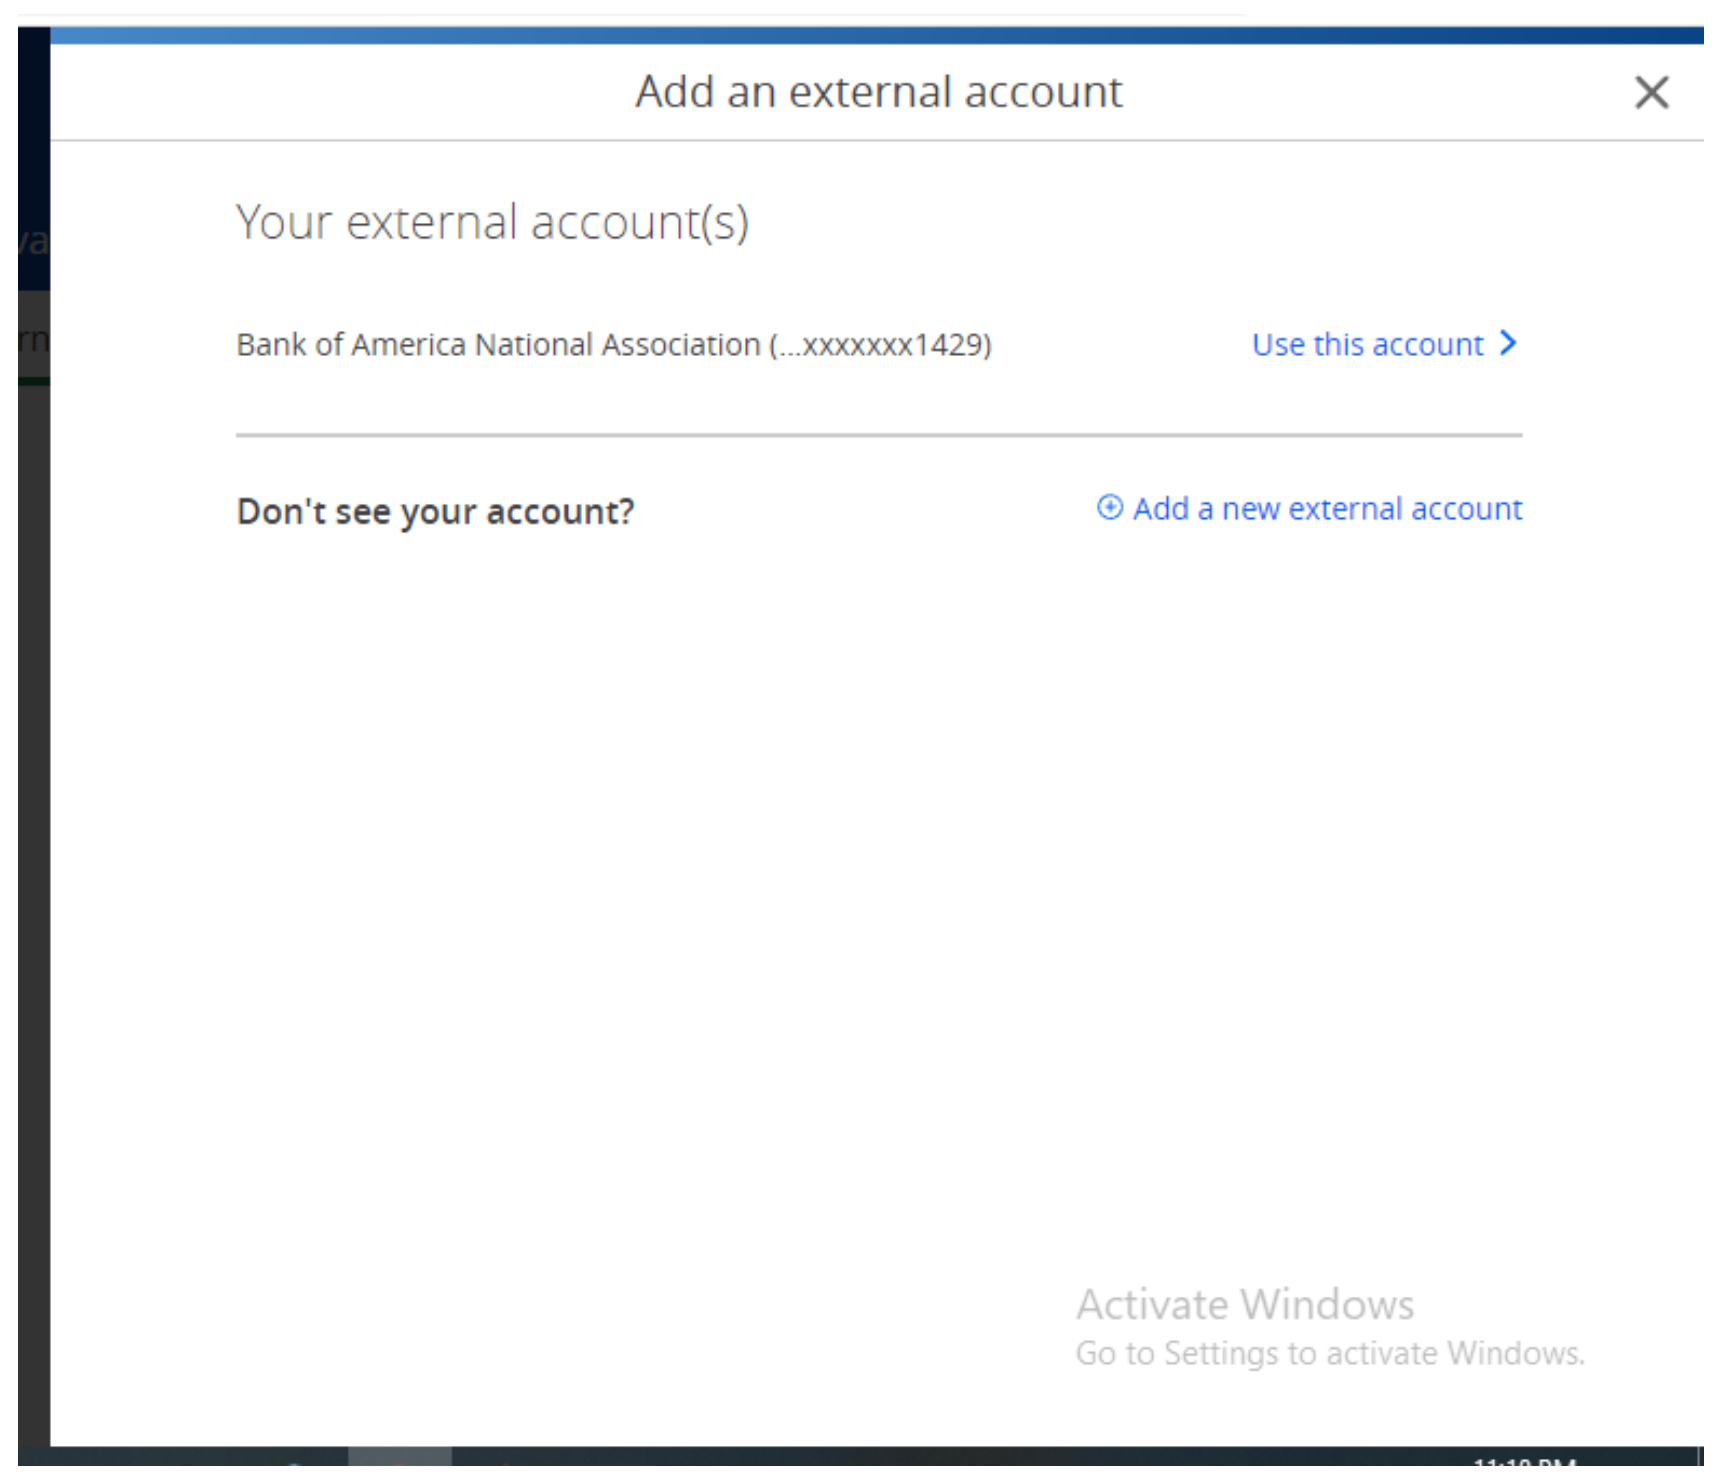 Add an external account
Your external account(s)
Bank of America National Association (...xxxxxxx1429)
Use this account
Don't see your account?
Add a new external account
Activate Windows
Go to Settings to activate Windows.